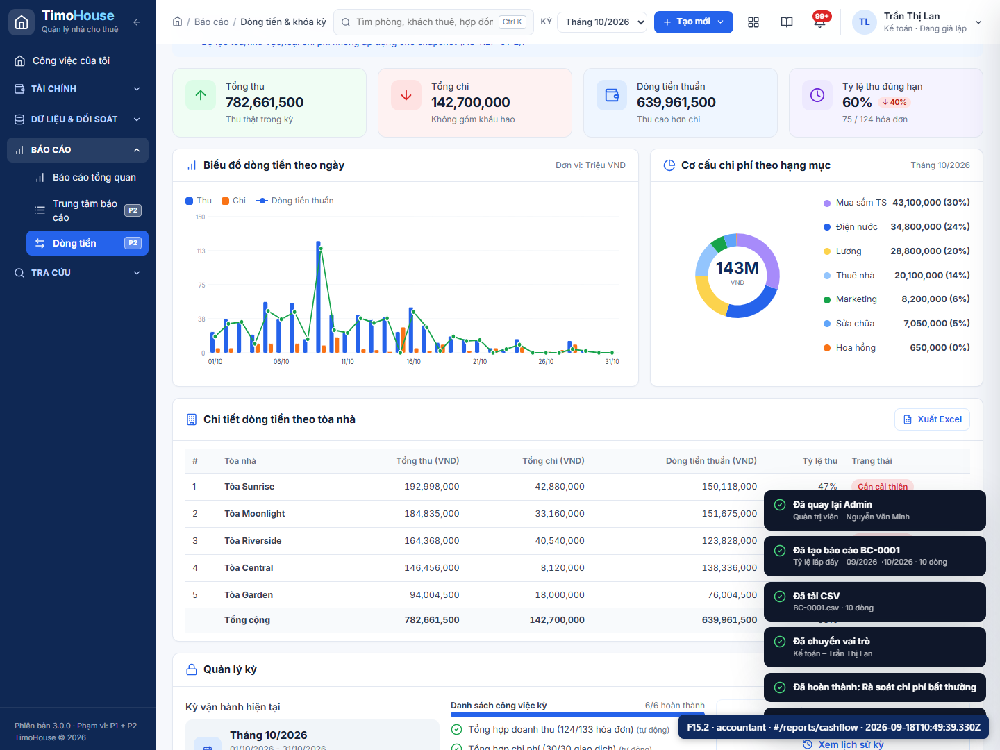 TimoHouse
Quản lý nhà cho thuê
Công việc của tôi
TÀI CHÍNH
DỮ LIỆU & ĐỐI SOÁT
BÁO CÁO
Báo cáo tổng quan
Trung tâm báo cáo P2
Dòng tiền P2
TRA CỨU
Phiên bản 3.0.0 · Phạm vi: P1 + P2
TimoHouse © 2026
/ Báo cáo / Dòng tiền & khóa kỳ
Tìm phòng, khách thuê, hợp đồn Ctrl K
KỲ Tháng 10/2026
Tạo mới
99+
TL
Trần Thị Lan
Kế toán · Đang giả lập
Tổng thu
782,661,500
Thu thật trong kỳ
Tổng chi
142,700,000
Không gồm khấu hao
Dòng tiền thuần
639,961,500
Thu cao hơn chi
Tỷ lệ thu đúng hạn
60% ↓ 40%
75 / 124 hóa đơn
Biểu đồ dòng tiền theo ngày
Đơn vị: Triệu VND
Thu Chi Dòng tiền thuần
150
113
75
38
0
01/10 06/10 11/10 16/10 21/10 26/10 31/10
Cơ cấu chi phí theo hạng mục
Tháng 10/2026
143M
VND
Mua sắm TS 43,100,000 (30%)
Điện nước 34,800,000 (24%)
Lương 28,800,000 (20%)
Thuê nhà 20,100,000 (14%)
Marketing 8,200,000 (6%)
Sửa chữa 7,050,000 (5%)
Hoa hồng 650,000 (0%)
Chi tiết dòng tiền theo tòa nhà
Xuất Excel
# Tòa nhà Tổng thu (VND) Tổng chi (VND) Dòng tiền thuần (VND) Tỷ lệ thu Trạng thái
1 Tòa Sunrise 192,998,000 42,880,000 150,118,000 47% Cần cải thiện
2 Tòa Moonlight 184,835,000 33,160,000 151,675,000
3 Tòa Riverside 164,368,000 40,540,000 123,828,000
4 Tòa Central 146,456,000 8,120,000 138,336,000
5 Tòa Garden 94,004,500 18,000,000 76,004,500
Tổng cộng 782,661,500 142,700,000 639,961,500
Quản lý kỳ
Kỳ vận hành hiện tại
Tháng 10/2026
01/10/2026 - 31/10/2026
Danh sách công việc kỳ 6/6 hoàn thành
Tổng hợp doanh thu (124/133 hóa đơn) (tự động)
Tổng hợp chi phí (30/30 giao dịch) (tự động)
Xem lịch sử kỳ
Đã quay lại Admin
Quản trị viên – Nguyễn Văn Minh
Đã tạo báo cáo BC-0001
Tỷ lệ lấp đầy – 09/2026→10/2026 · 10 dòng
Đã tải CSV
BC-0001.csv · 10 dòng
Đã chuyển vai trò
Kế toán – Trần Thị Lan
Đã hoàn thành: Rà soát chi phí bất thường
F15.2 · accountant · #/reports/cashflow · 2026-09-18T10:49:39.330Z